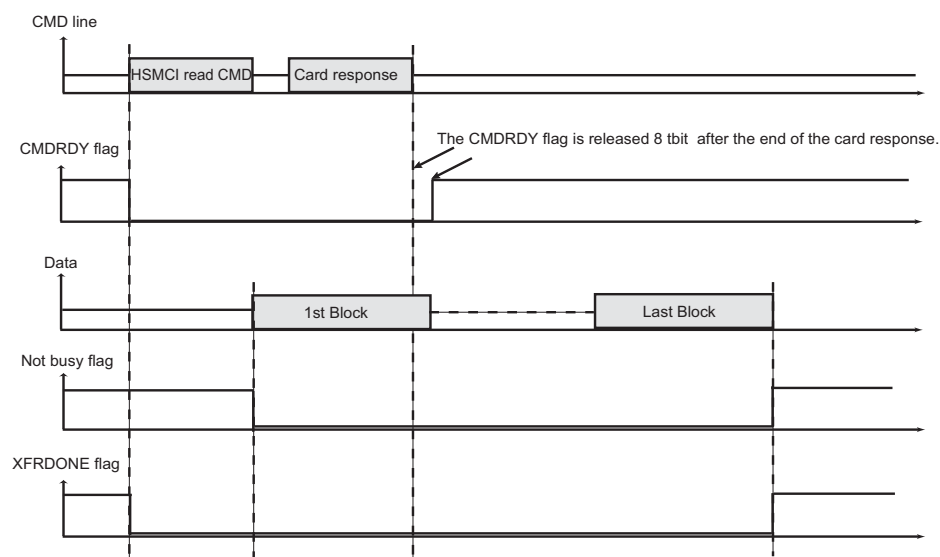 CMD line
HSMCI read CMD
Card response
The CMDRDY flag is released 8 tbit after the end of the card response.
CMDRDY flag
Data
1st Block
Last Block
Not busy flag
XFRDONE flag